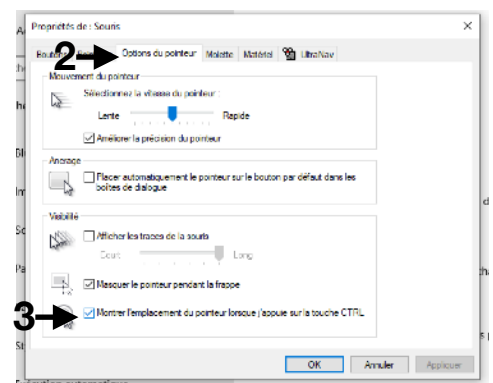 Propriétés de : Souris
2
Boutons Options du pointeur Molette Matériel UltraNav
Mouvement du pointeur
Sélectionnez la vitesse du pointeur :
Lente Rapide
Améliorer la précision du pointeur
Ancrage
Placer automatiquement le pointeur sur le bouton par défaut dans les
boîtes de dialogue
Visibilité
Afficher les traces de la souris
Court Long
Masquer le pointeur pendant la frappe
3
Montrer l'emplacement du pointeur lorsque j'appuie sur la touche CTRL
OK Annuler Appliquer